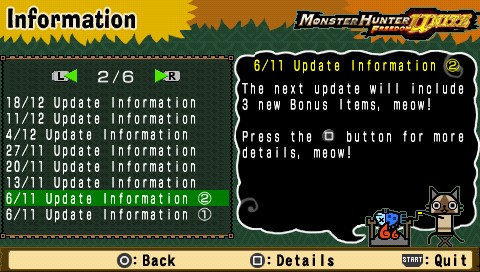 Information
MONSTER HUNTER
FREEDOM UNITE
L 2/6 R
18/12 Update Information
11/12 Update Information
4/12 Update Information
27/11 Update Information
20/11 Update Information
13/11 Update Information
6/11 Update Information ②
6/11 Update Information ①
6/11 Update Information ②
The next update will include
3 new Bonus Items, meow!
Press the □ button for more
details, meow!
○: Back
□: Details
START: Quit